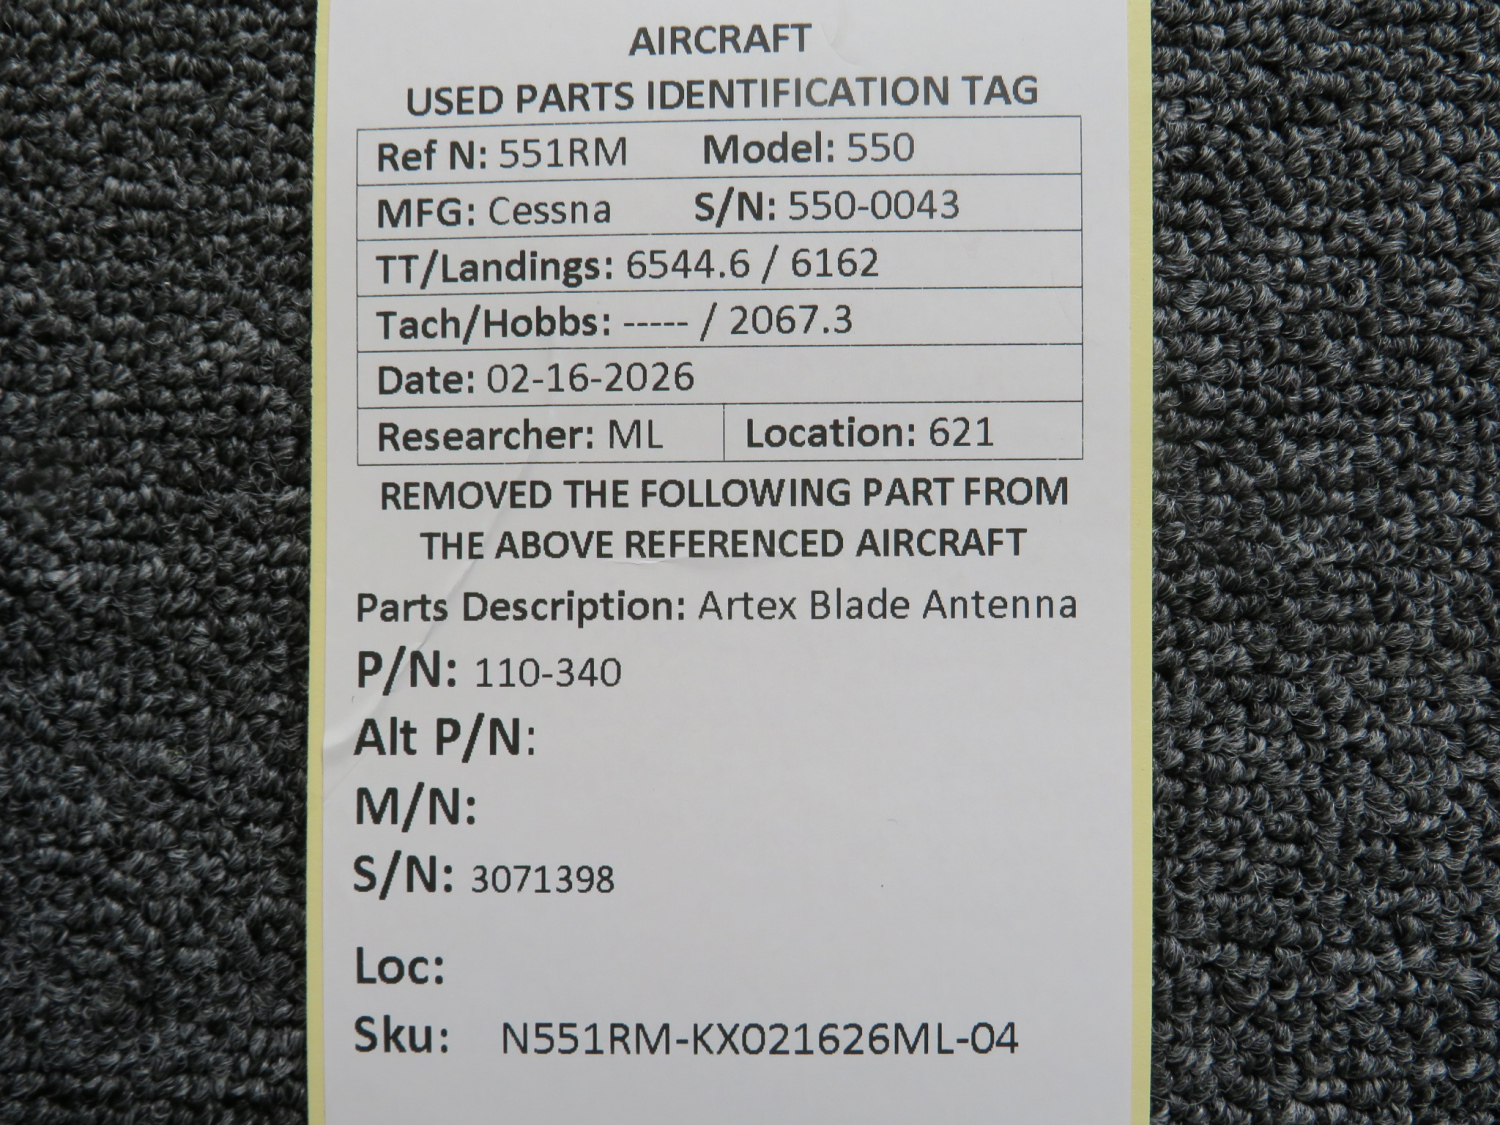 AIRCRAFT
USED PARTS IDENTIFICATION TAG
Ref N: 551RM Model: 550
MFG: Cessna S/N: 550-0043
TT/Landings: 6544.6 / 6162
Tach/Hobbs: ----- / 2067.3
Date: 02-16-2026
Researcher: ML Location: 621
REMOVED THE FOLLOWING PART FROM
THE ABOVE REFERENCED AIRCRAFT
Parts Description: Artex Blade Antenna
P/N: 110-340
Alt P/N:
M/N:
S/N: 3071398
Loc:
Sku: N551RM-KX021626ML-04